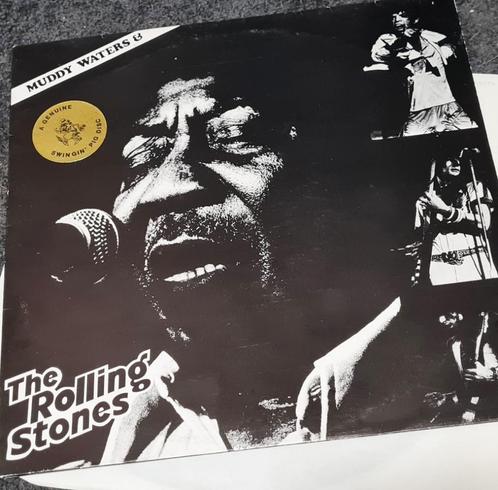 MUDDY WATERS &
A GENUINE
SWINGIN' PIG DISC
The
Rolling
Stones